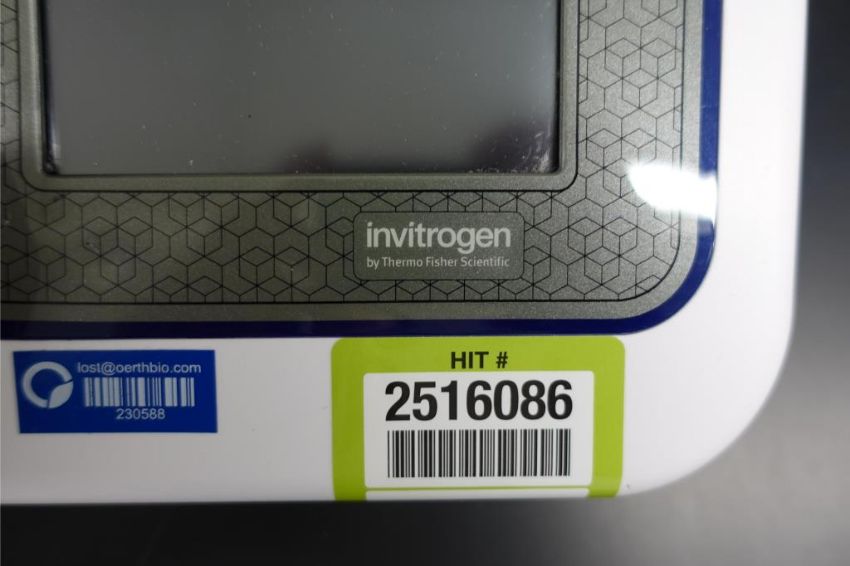 invitrogen
by Thermo Fisher Scientific
lost@oerthbio.com
230588
HIT #
2516086